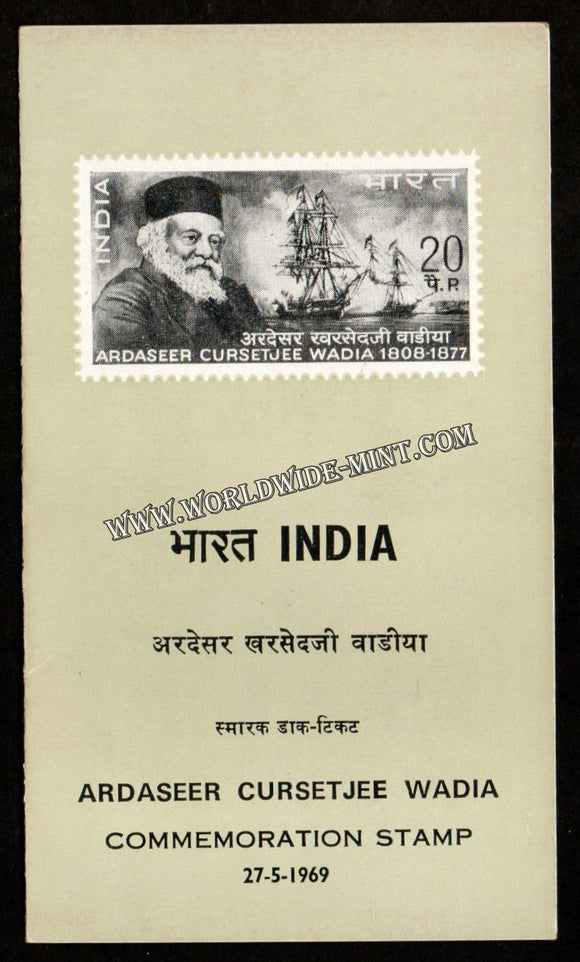 INDIA
भारत
20
पै. P.
अरदेसर खरसेदजी वाडीया
ARDASEER CURSETJEE WADIA 1808-1877
WWW.WORLDWIDE-MINT.COM
भारत INDIA
अरदेसर खरसेदजी वाडीया
स्मारक डाक-टिकट
ARDASEER CURSETJEE WADIA
COMMEMORATION STAMP
27-5-1969